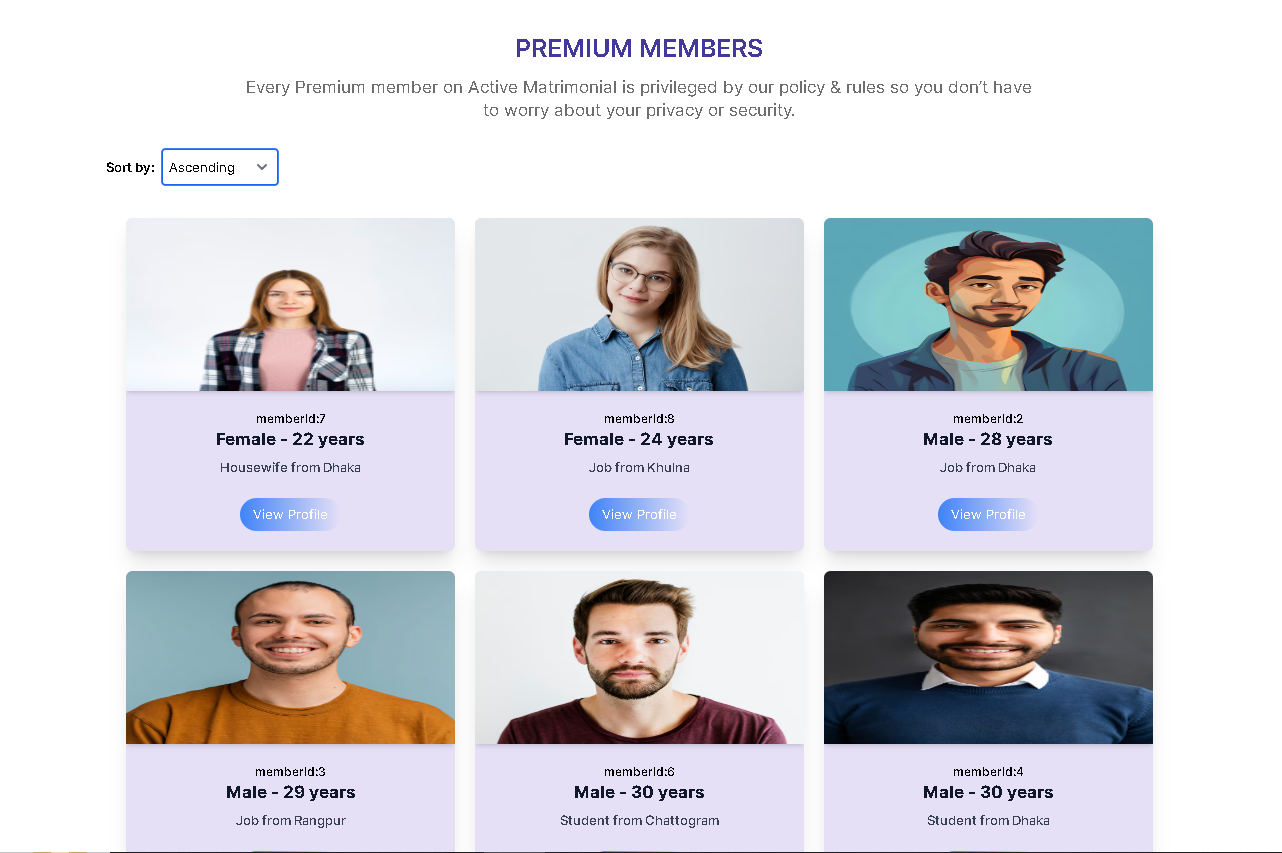 PREMIUM MEMBERS
Every Premium member on Active Matrimonial is privileged by our policy & rules so you don’t have
to worry about your privacy or security.
Sort by: Ascending
memberId:7
Female - 22 years
Housewife from Dhaka
View Profile
memberId:8
Female - 24 years
Job from Khulna
View Profile
memberId:2
Male - 28 years
Job from Dhaka
View Profile
memberId:3
Male - 29 years
Job from Rangpur
memberId:6
Male - 30 years
Student from Chattogram
memberId:4
Male - 30 years
Student from Dhaka